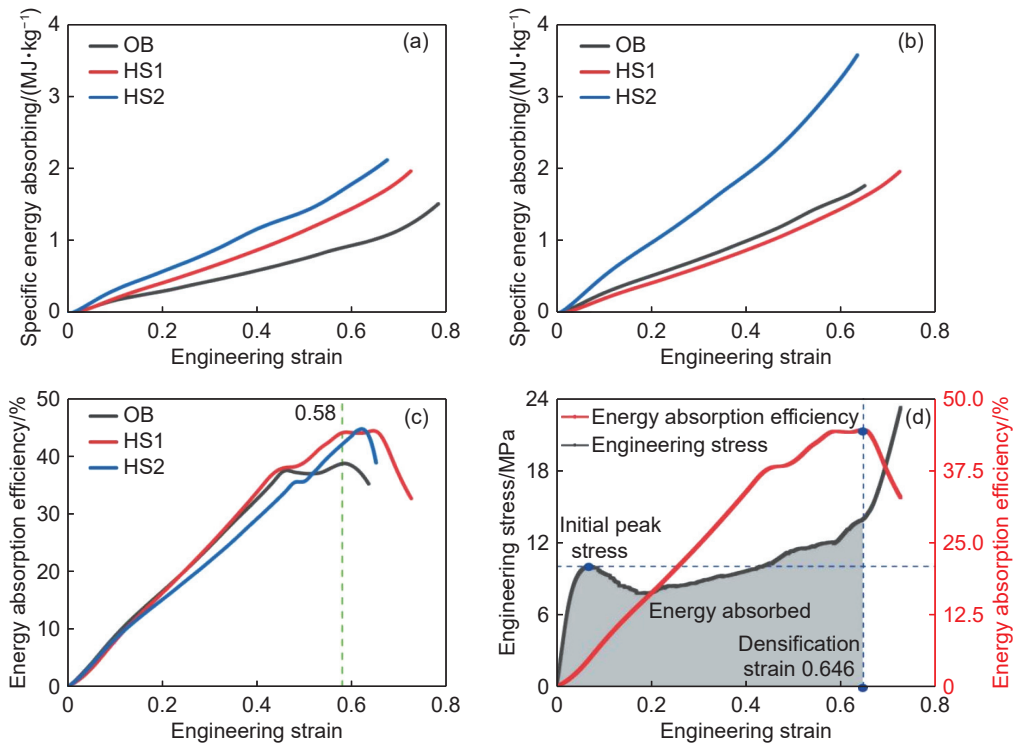 (a)
OB
HS1
HS2
Specific energy absorbing/(MJ·kg⁻¹)
4
3
2
1
0
0 0.2 0.4 0.6 0.8
Engineering strain
(b)
OB
HS1
HS2
Specific energy absorbing/(MJ·kg⁻¹)
4
3
2
1
0
0 0.2 0.4 0.6 0.8
Engineering strain
(c)
OB
HS1
HS2
0.58
Energy absorption efficiency/%
50
40
30
20
10
0
0 0.2 0.4 0.6 0.8
Engineering strain
(d)
Energy absorption efficiency
Engineering stress
Engineering stress/MPa
24
18
12
6
0
Initial peak
stress
Energy absorbed
Densification
strain 0.646
50.0
37.5
25.0
12.5
0
Energy absorption efficiency/%
0 0.2 0.4 0.6 0.8
Engineering strain